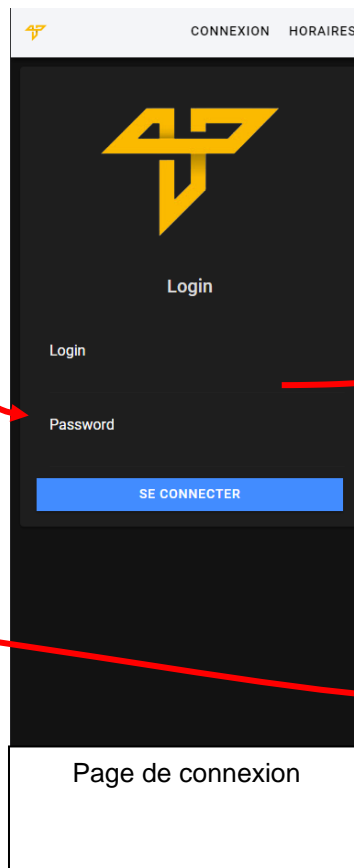 CONNEXION HORAIRES
Login
Login
Password
SE CONNECTER
Page de connexion